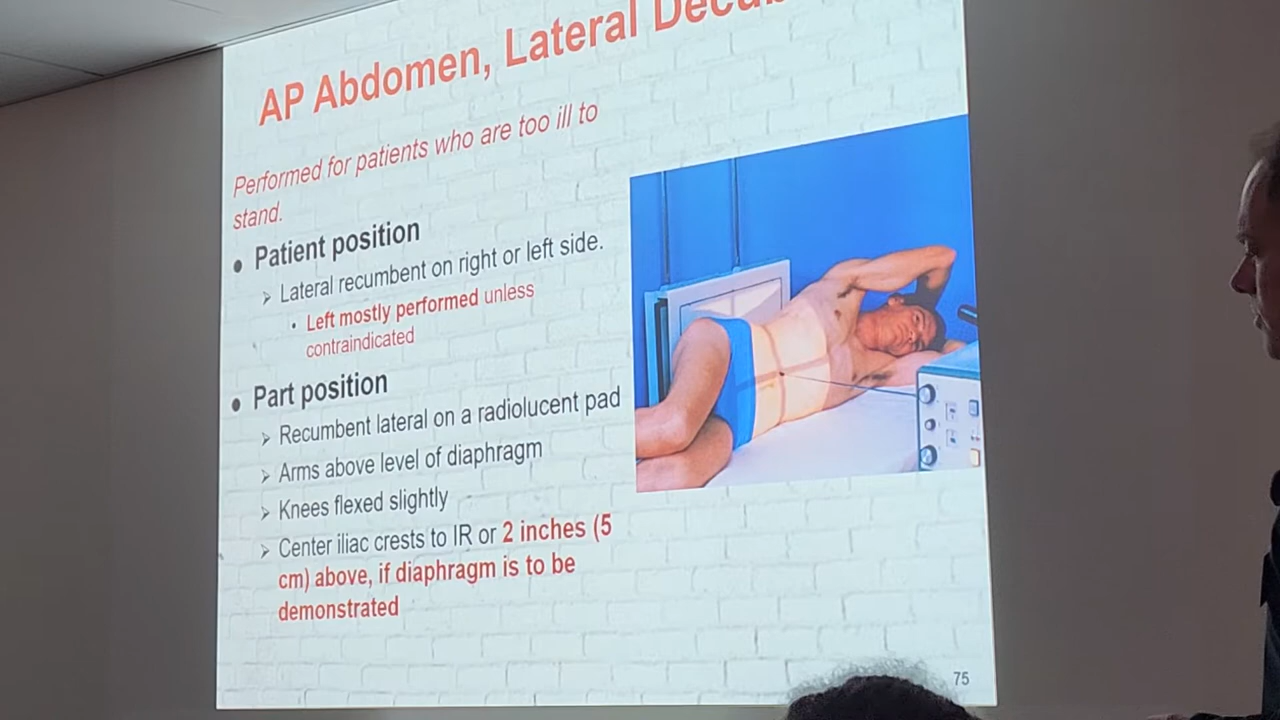 AP Abdomen, Lateral
Performed for patients who are too ill to
stand.
• Patient position
➢ Lateral recumbent on right or left side.
• Left mostly performed unless
contraindicated
• Part position
➢ Recumbent lateral on a radiolucent pad
➢ Arms above level of diaphragm
➢ Knees flexed slightly
➢ Center iliac crests to IR or 2 inches (5
cm) above, if diaphragm is to be
demonstrated
75